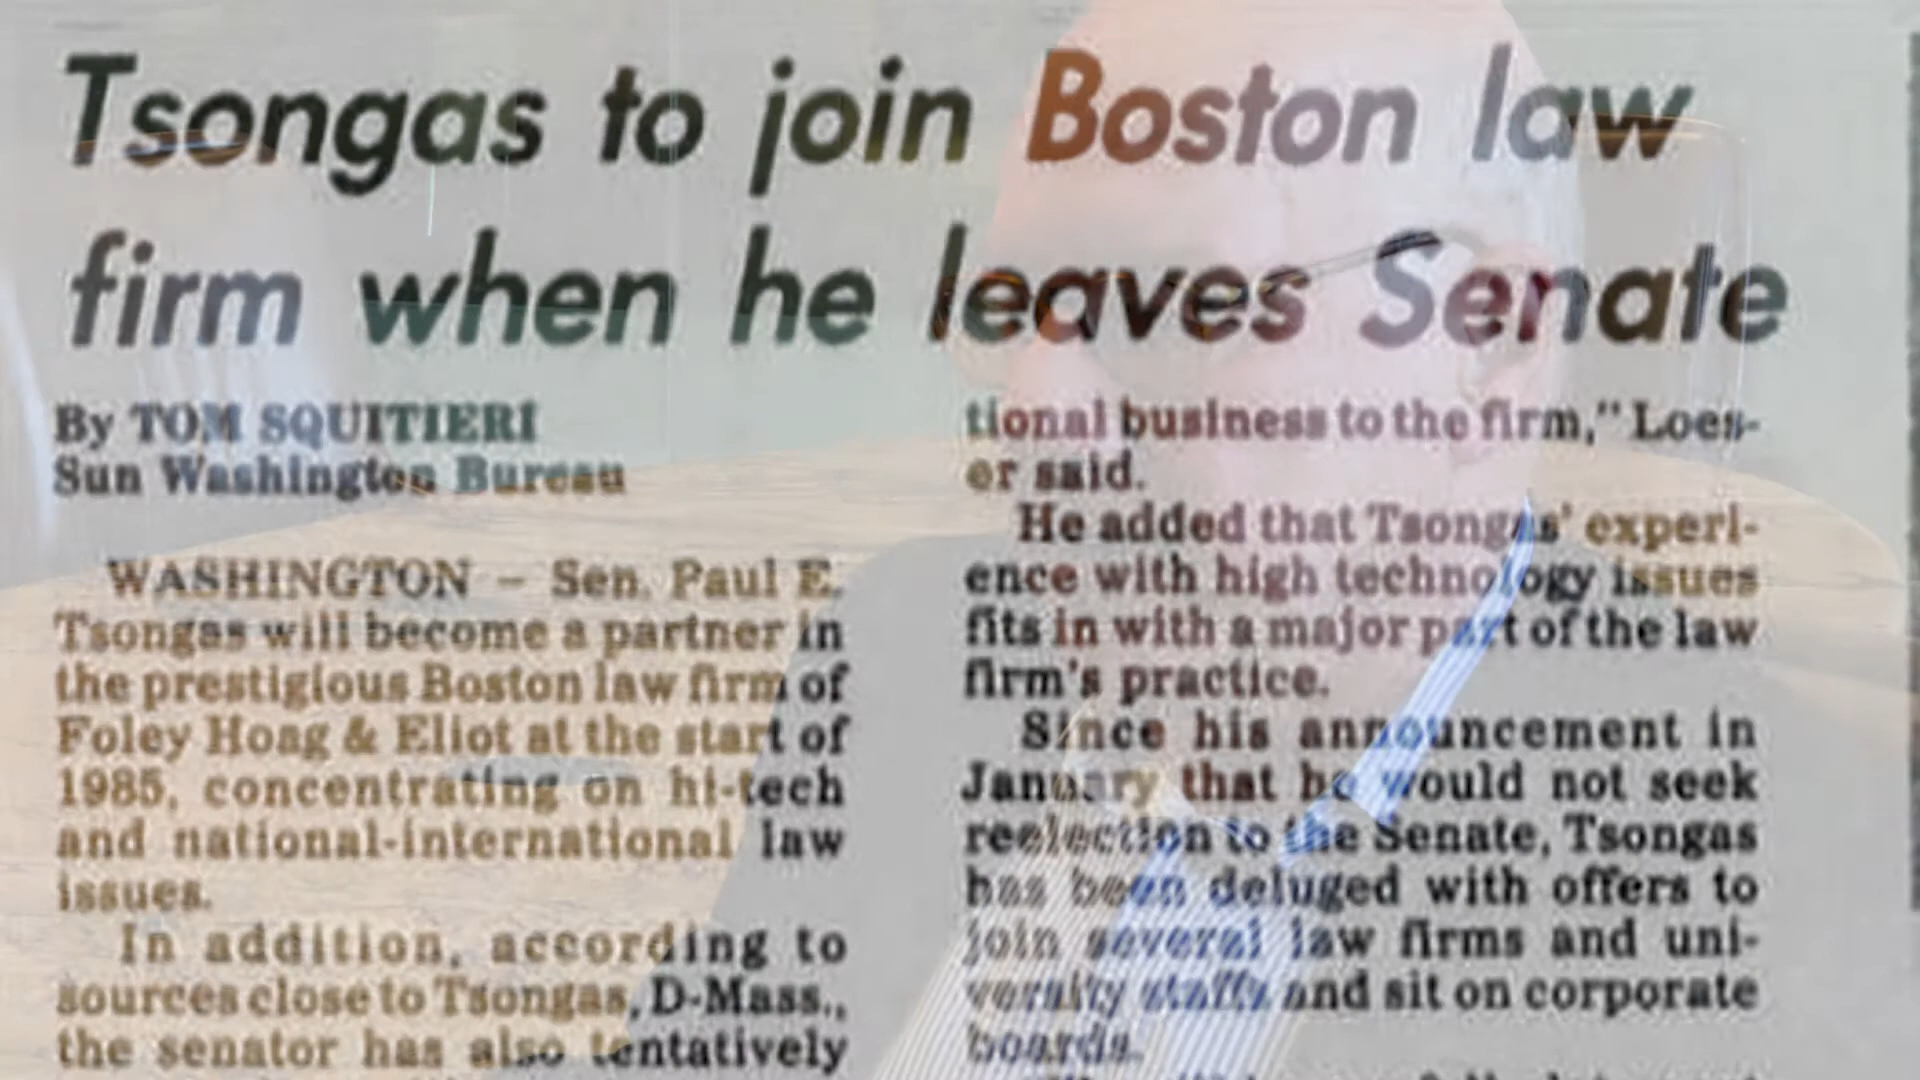 Tsongas to join Boston law
firm when he leaves Senate
By TOM SQUITIERI
Sun Washington Bureau
WASHINGTON – Sen. Paul E.
Tsongas will become a partner in
the prestigious Boston law firm of
Foley Hoag & Eliot at the start of
1985, concentrating on hi-tech
and national-international law
issues.
In addition, according to
sources close to Tsongas, D-Mass.,
the senator has also tentatively
tional business to the firm," Loes-
er said.
He added that Tsongas' experi-
ence with high technology issues
fits in with a major part of the law
firm's practice.
Since his announcement in
January that he would not seek
reelection to the Senate, Tsongas
has been deluged with offers to
join several law firms and uni-
versity staffs and sit on corporate
boards.